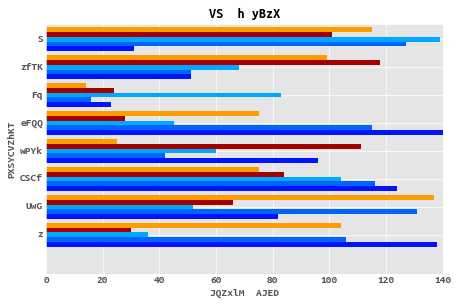 VS  h yBzX
S
zfTK
Fq
eFQQ
wPYk
CSCf
UwG
z
PXSYCVZhKT
0 20 40 60 80 100 120 140
JQZxlM  AJED